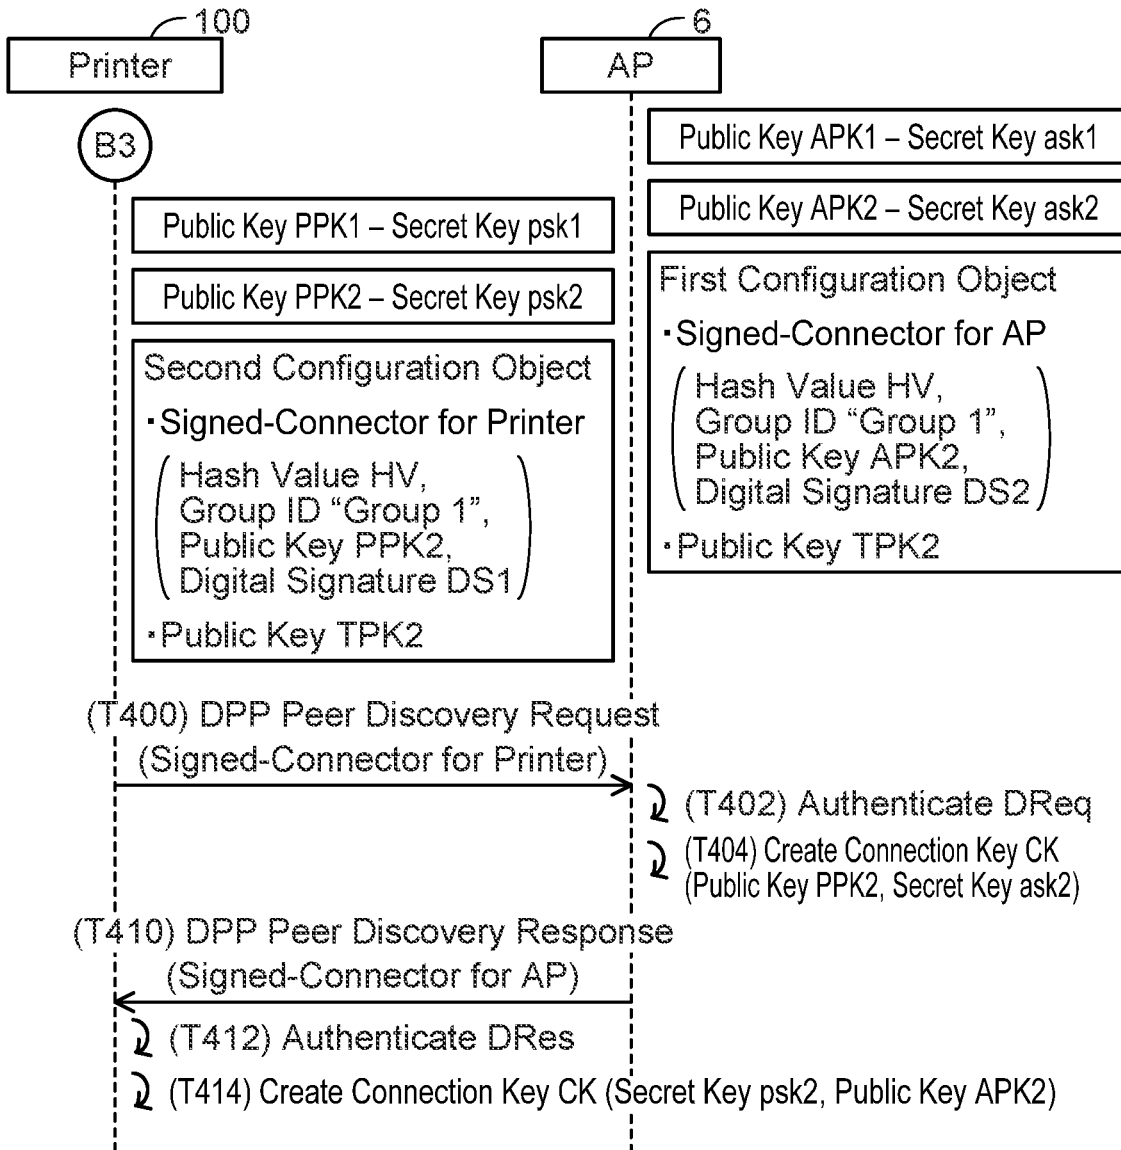 100
6
Printer
AP
B3
Public Key APK1 – Secret Key ask1
Public Key APK2 – Secret Key ask2
Public Key PPK1 – Secret Key psk1
Public Key PPK2 – Secret Key psk2
First Configuration Object
・Signed-Connector for AP
Hash Value HV,
Group ID “Group 1”,
Public Key APK2,
Digital Signature DS2
・Public Key TPK2
Second Configuration Object
・Signed-Connector for Printer
Hash Value HV,
Group ID “Group 1”,
Public Key PPK2,
Digital Signature DS1
・Public Key TPK2
(T400) DPP Peer Discovery Request
(Signed-Connector for Printer)
(T402) Authenticate DReq
(T404) Create Connection Key CK
(Public Key PPK2, Secret Key ask2)
(T410) DPP Peer Discovery Response
(Signed-Connector for AP)
(T412) Authenticate DRes
(T414) Create Connection Key CK (Secret Key psk2, Public Key APK2)